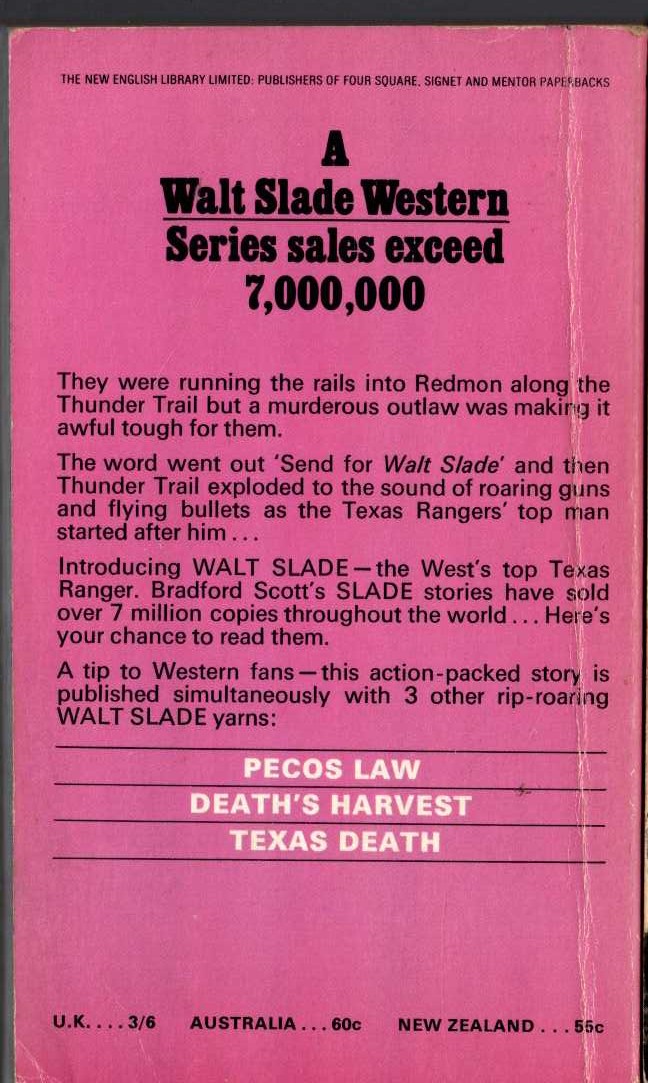 THE NEW ENGLISH LIBRARY LIMITED: PUBLISHERS OF FOUR SQUARE, SIGNET AND MENTOR PAPERBACKS
A
Walt Slade Western
Series sales exceed
7,000,000
They were running the rails into Redmon along the
Thunder Trail but a murderous outlaw was making it
awful tough for them.
The word went out 'Send for Walt Slade' and then
Thunder Trail exploded to the sound of roaring guns
and flying bullets as the Texas Rangers' top man
started after him ...
Introducing WALT SLADE—the West's top Texas
Ranger. Bradford Scott's SLADE stories have sold
over 7 million copies throughout the world ... Here's
your chance to read them.
A tip to Western fans—this action-packed story is
published simultaneously with 3 other rip-roaring
WALT SLADE yarns:
PECOS LAW
DEATH'S HARVEST
TEXAS DEATH
U.K. ... . 3/6 AUSTRALIA ... 60c NEW ZEALAND ... 55c